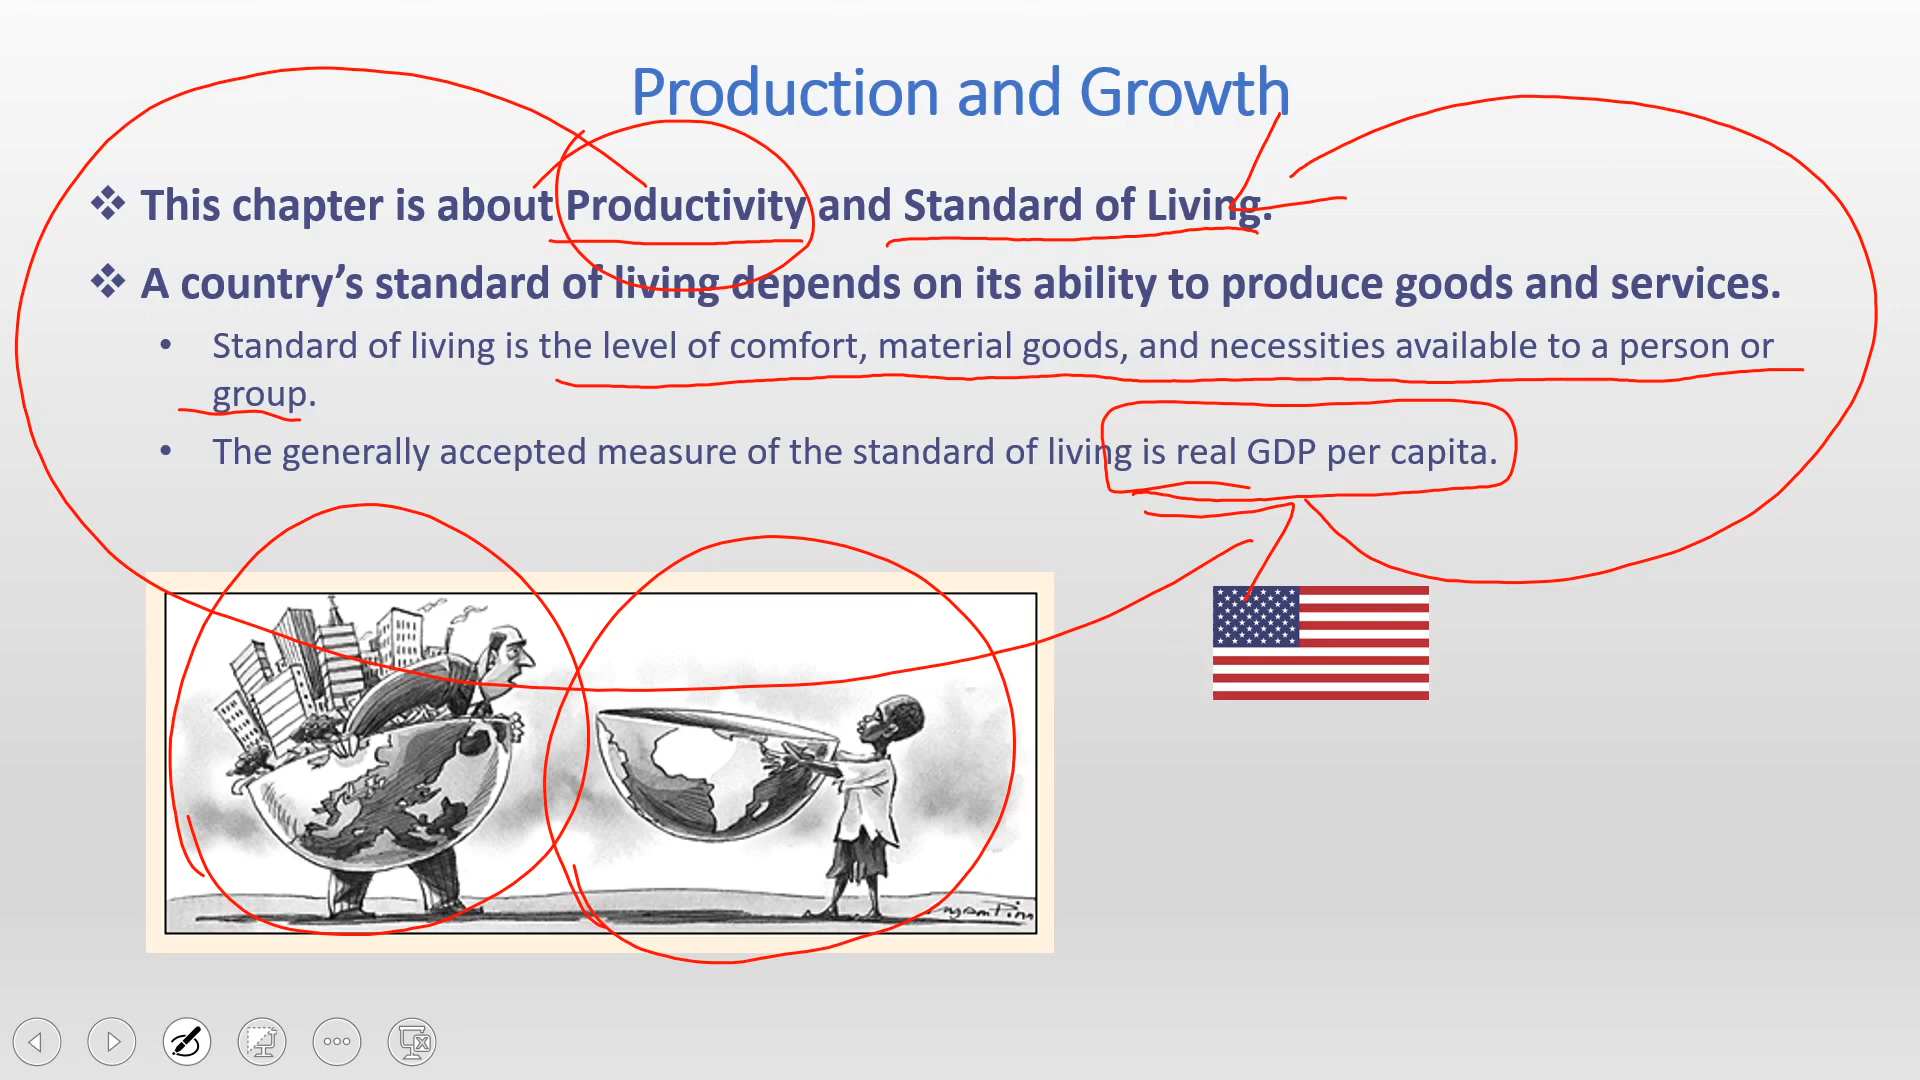 Production and Growth
❖ This chapter is about Productivity and Standard of Living.
❖ A country’s standard of living depends on its ability to produce goods and services.
• Standard of living is the level of comfort, material goods, and necessities available to a person or
group.
• The generally accepted measure of the standard of living is real GDP per capita.